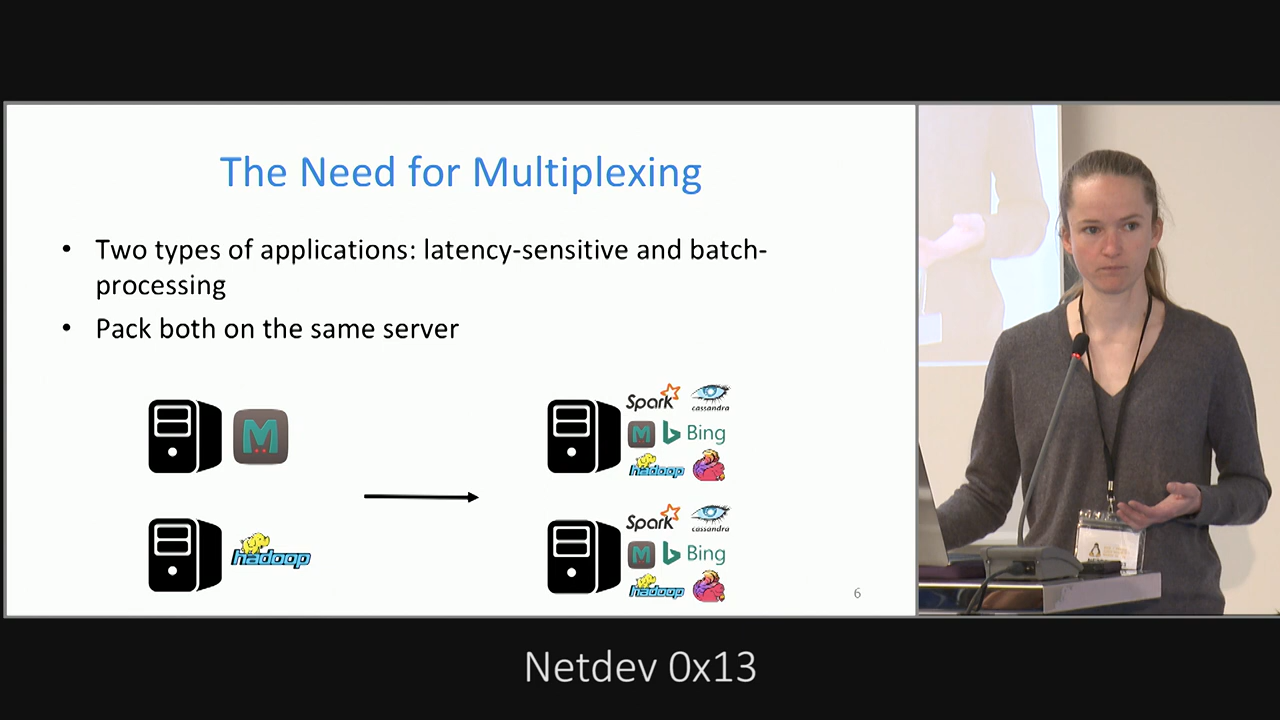 The Need for Multiplexing
• Two types of applications: latency-sensitive and batch-
processing
• Pack both on the same server
Spark
cassandra
M
M
Bing
hadoop
Spark
cassandra
hadoop
M
Bing
hadoop
6
Netdev 0x13